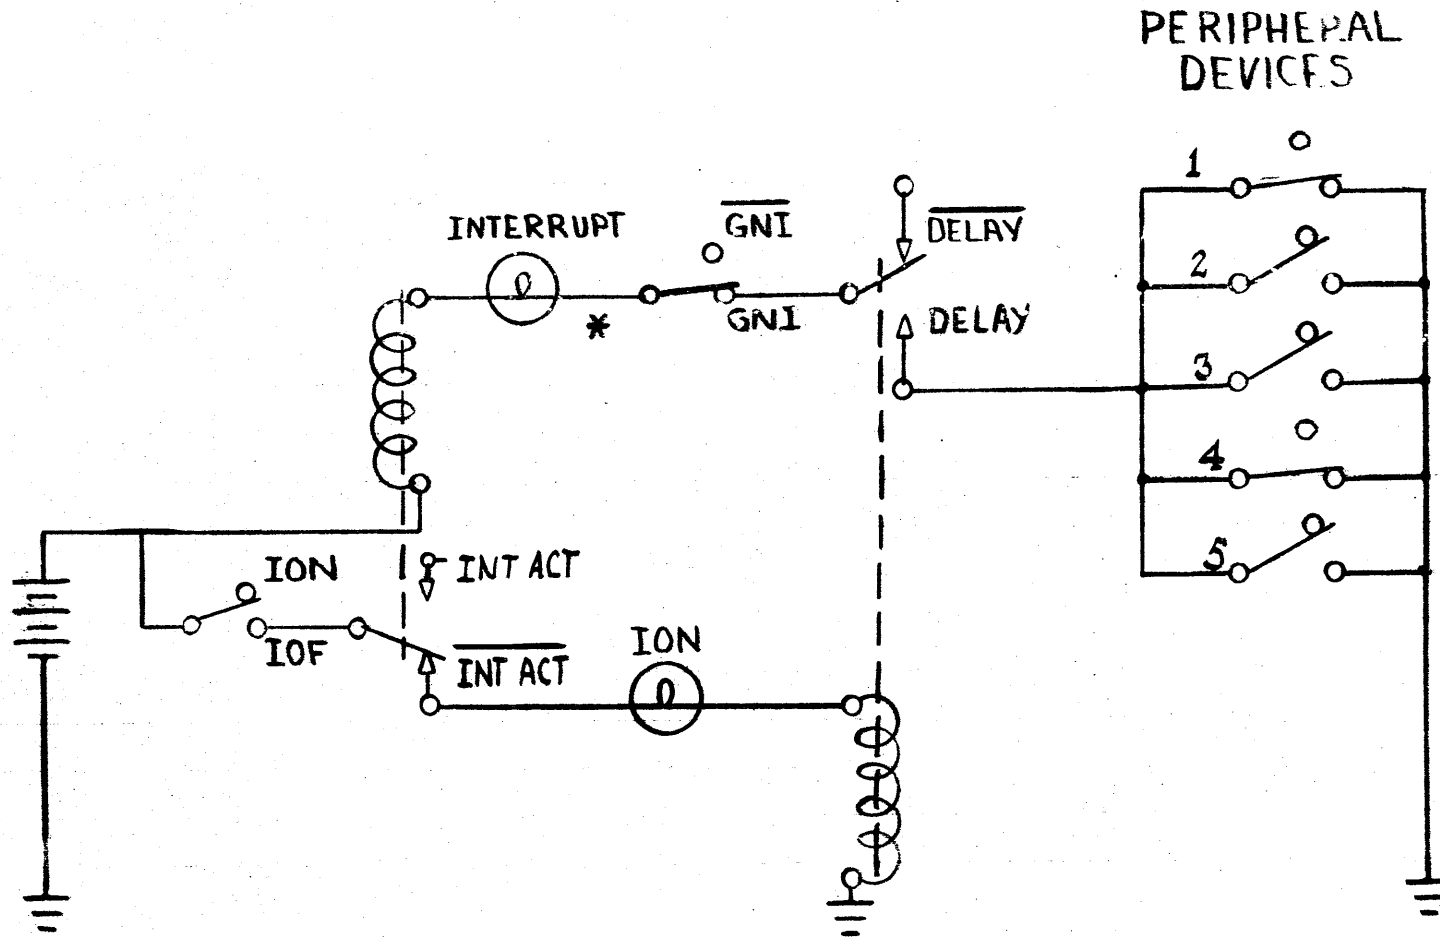 PERIPHERAL
DEVICES
1
INTERRUPT
GNI
DELAY
2
*
GNI
DELAY
3
4
ION
INT ACT
5
IOF
INT ACT
ION